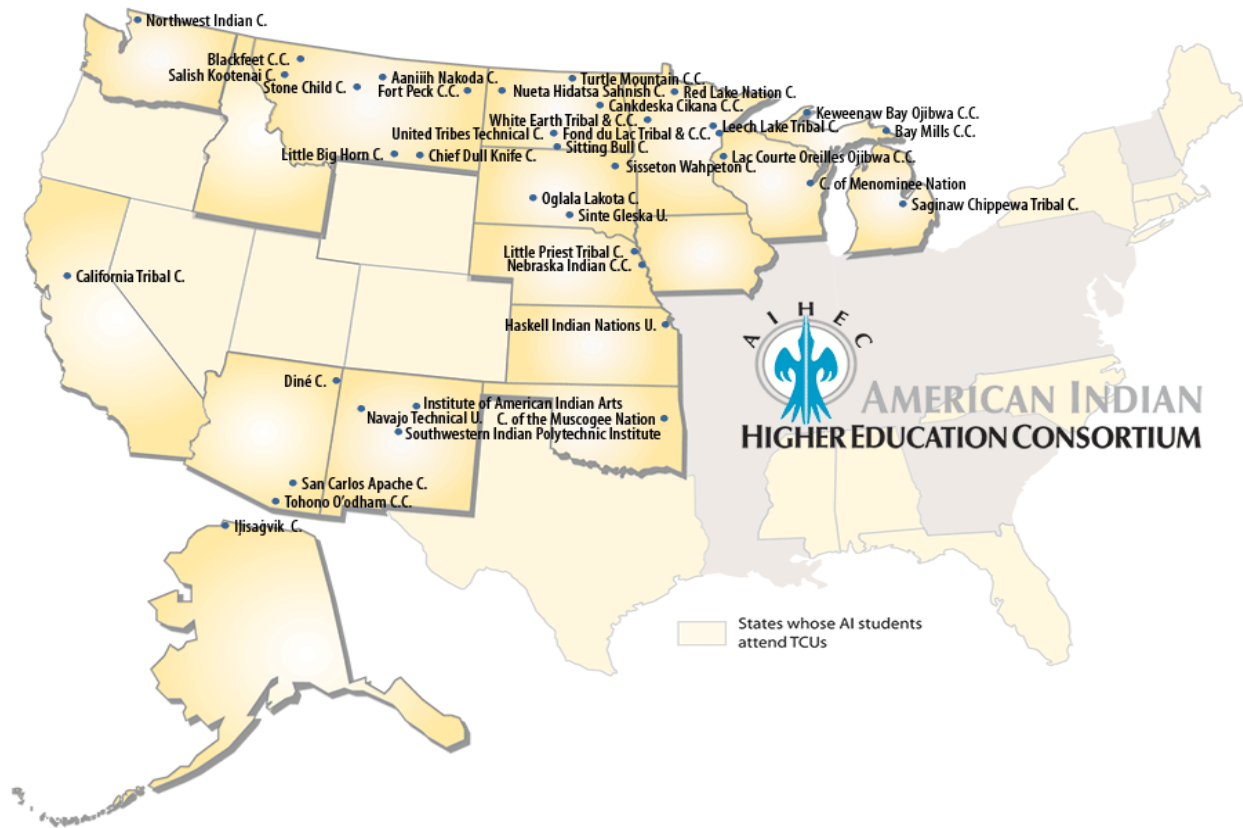 Northwest Indian C.
Blackfeet C.C.
Salish Kootenai C.
Stone Child C.
Aaniiih Nakoda C.
Fort Peck C.C.
Turtle Mountain C.C.
Nueta Hidatsa Sahnish C.
Red Lake Nation C.
Cankdeska Cikana C.C.
White Earth Tribal & C.C.
Leech Lake Tribal C.
United Tribes Technical C.
Fond du Lac Tribal & C.C.
Sitting Bull C.
Keweenaw Bay Ojibwa C.C.
Bay Mills C.C.
Little Big Horn C.
Chief Dull Knife C.
Lac Courte Oreilles Ojibwa C.C.
Sisseton Wahpeton C.
C. of Menominee Nation
Oglala Lakota C.
Saginaw Chippewa Tribal C.
Sinte Gleska U.
Little Priest Tribal C.
Nebraska Indian C.C.
California Tribal C.
Haskell Indian Nations U.
Diné C.
Institute of American Indian Arts
Navajo Technical U.
C. of the Muscogee Nation
Southwestern Indian Polytechnic Institute
San Carlos Apache C.
Tohono O'odham C.C.
Iḷisaġvik C.
AIHEC
AMERICAN INDIAN
HIGHER EDUCATION CONSORTIUM
States whose AI students
attend TCUs